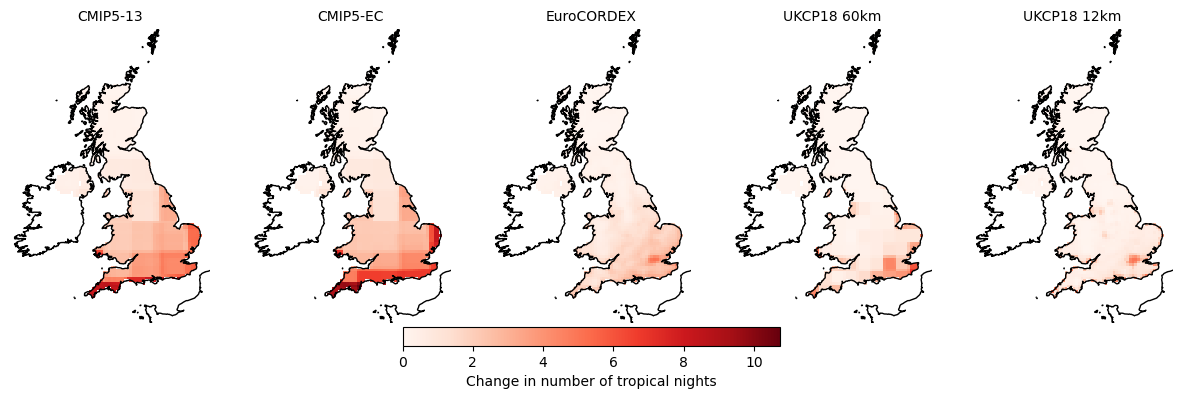 CMIP5-13 CMIP5-EC EuroCORDEX UKCP18 60km UKCP18 12km
0 2 4 6 8 10
Change in number of tropical nights